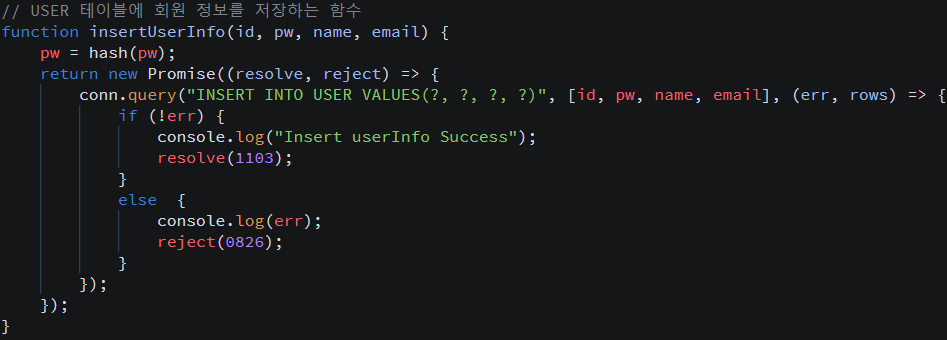 // USER 테이블에 회원 정보를 저장하는 함수
function insertUserInfo(id, pw, name, email) {
    pw = hash(pw);
    return new Promise((resolve, reject) => {
        conn.query("INSERT INTO USER VALUES(?, ?, ?, ?)", [id, pw, name, email], (err, rows) => {
            if (!err) {
                console.log("Insert userInfo Success");
                resolve(1103);
            }
            else  {
                console.log(err);
                reject(0826);
            }
        });
    });
}